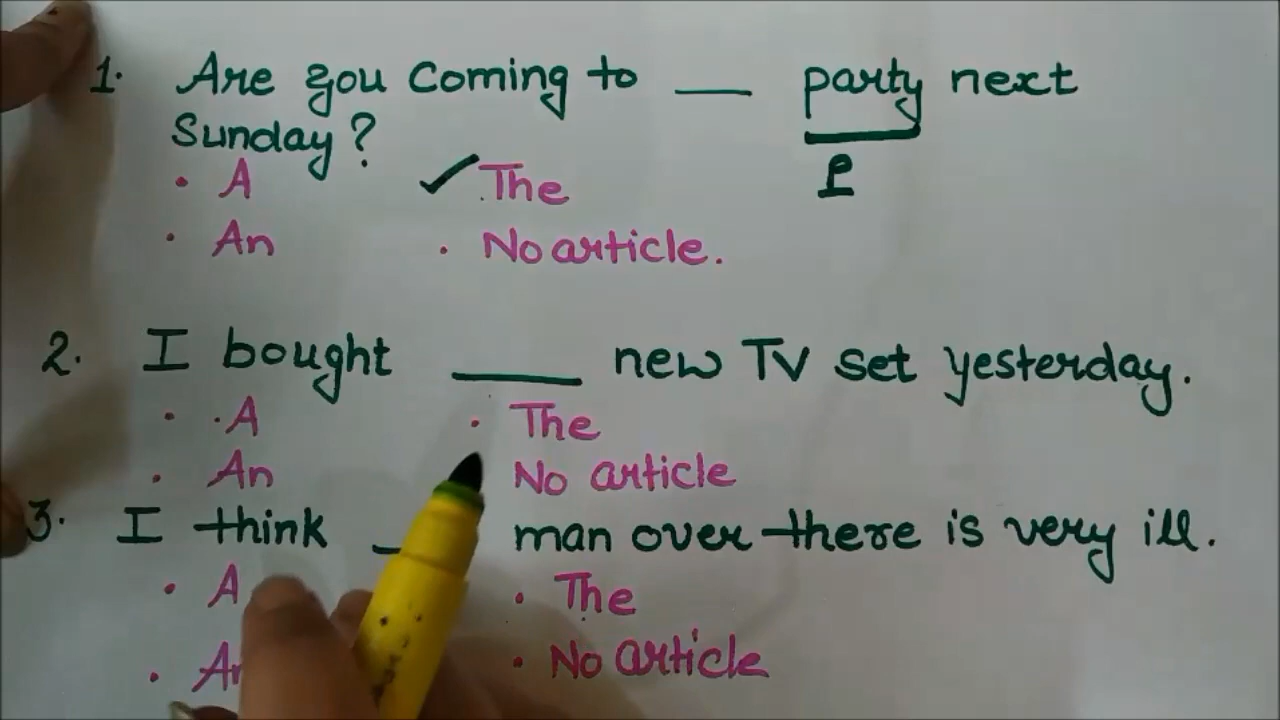 1. Are you coming to ___ party next
Sunday?
P
• A ✓ The
• An • No article.
2. I bought ___ new TV set yesterday.
• A • The
• An No article
3. I think _ man over there is very ill.
• A • The
• • No article